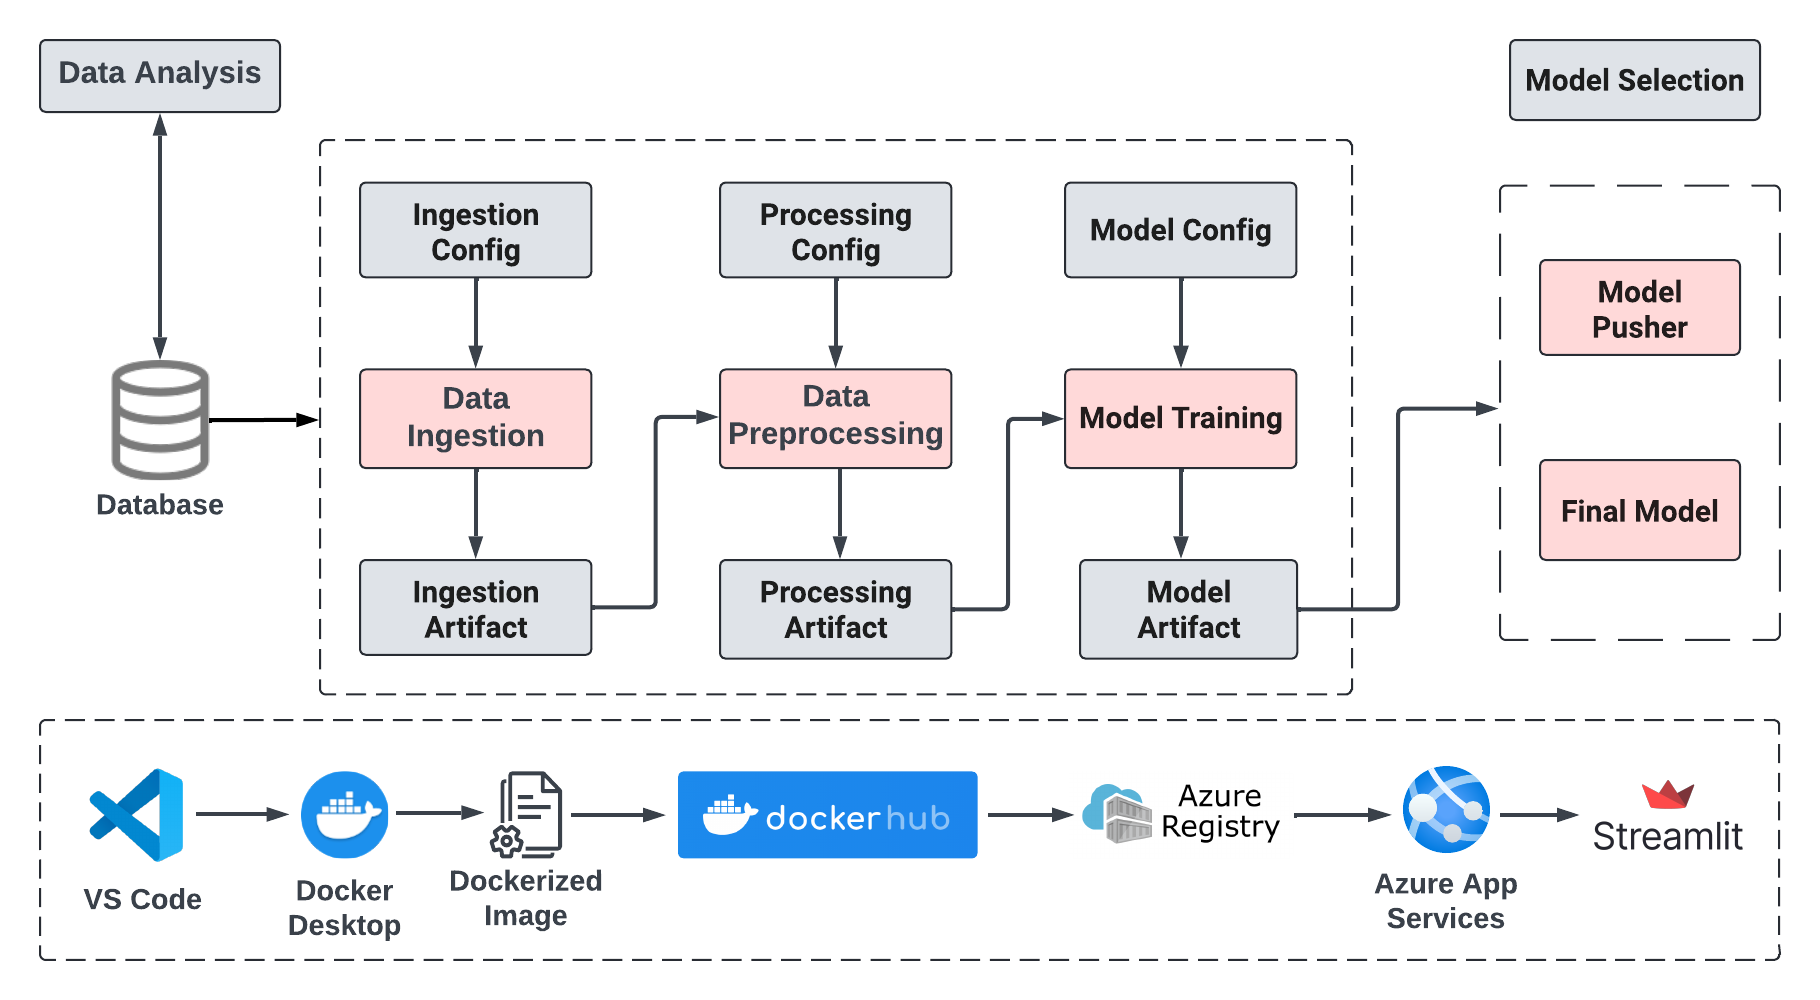 Data Analysis
Model Selection
Ingestion
Config
Processing
Config
Model Config
Model
Pusher
Data
Ingestion
Data
Preprocessing
Model Training
Database
Final Model
Ingestion
Artifact
Processing
Artifact
Model
Artifact
VS Code
Docker
Desktop
Dockerized
Image
dockerhub
Azure
Registry
Azure App
Services
Streamlit